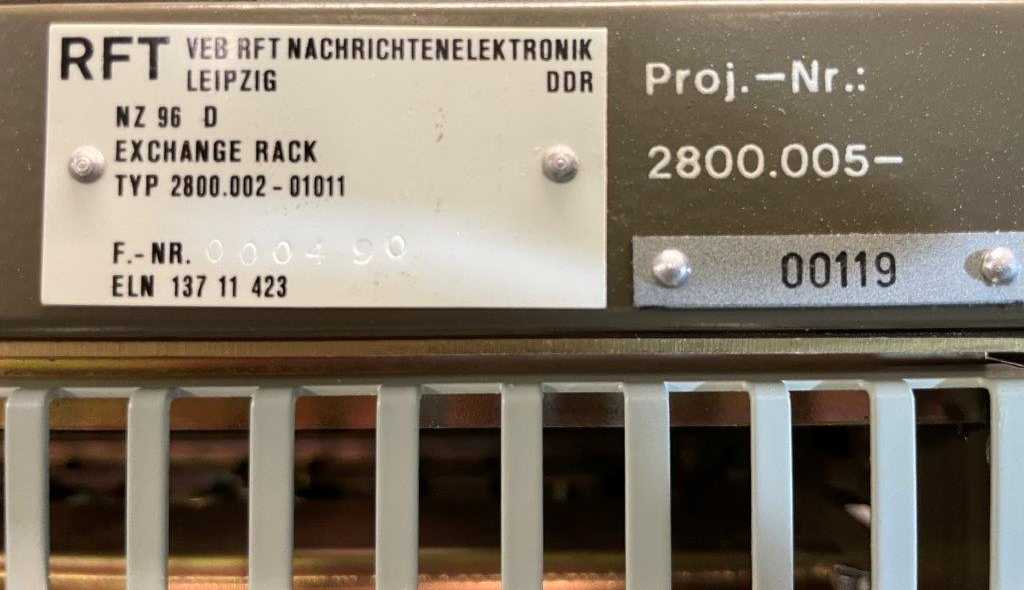 RFT VEB RFT NACHRICHTENELEKTRONIK
LEIPZIG DDR
NZ 96 D
EXCHANGE RACK
TYP 2800.002-01011
F.-NR. 000490
ELN 137 11 423
Proj.-Nr.:
2800.005-
00119